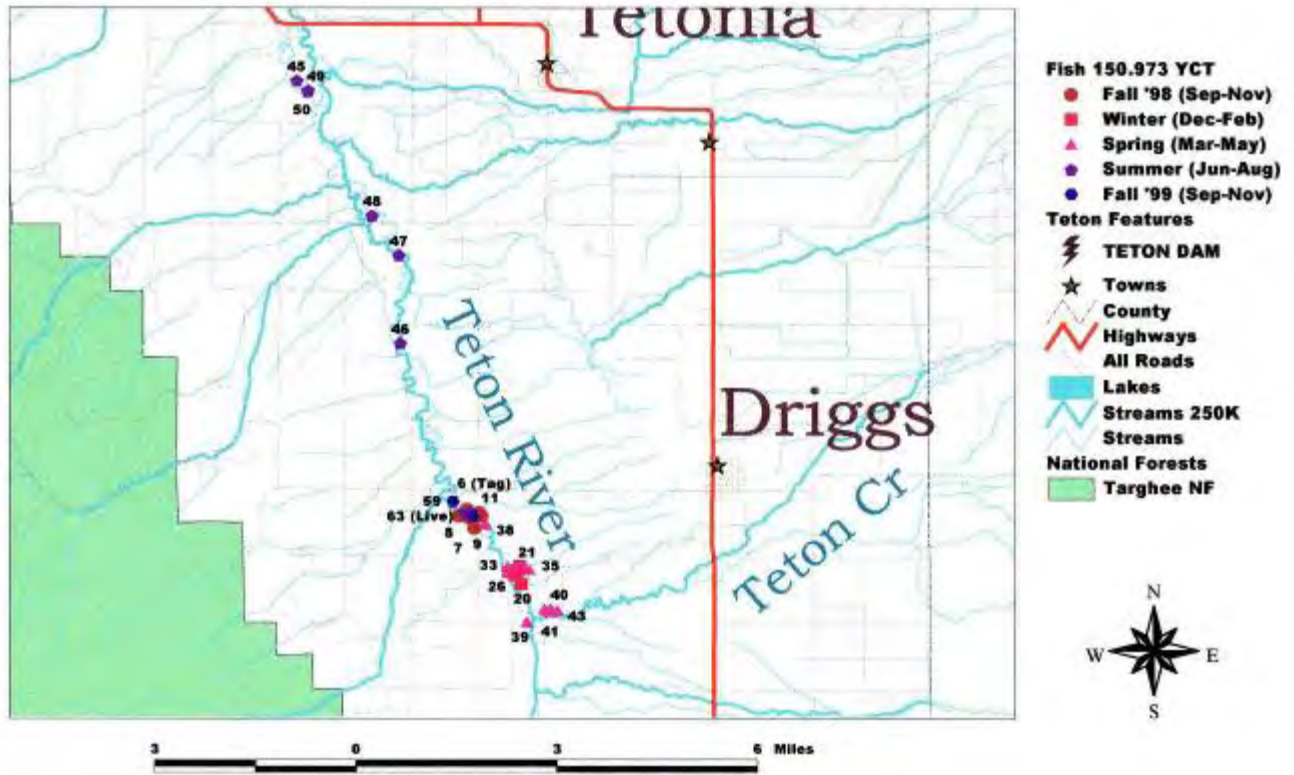 Tetonia
45
49
50
48
47
46
Teton River
Driggs
Teton Cr
6 (Tag)
59
11
63 (Live)
38
7
9
21
33
35
26
20
40
43
39
41
Fish 150.973 YCT
Fall '98 (Sep-Nov)
Winter (Dec-Feb)
Spring (Mar-May)
Summer (Jun-Aug)
Fall '99 (Sep-Nov)
Teton Features
TETON DAM
Towns
County
Highways
All Roads
Lakes
Streams 250K
Streams
National Forests
Targhee NF
N
W
E
S
3
0
3
6 Miles